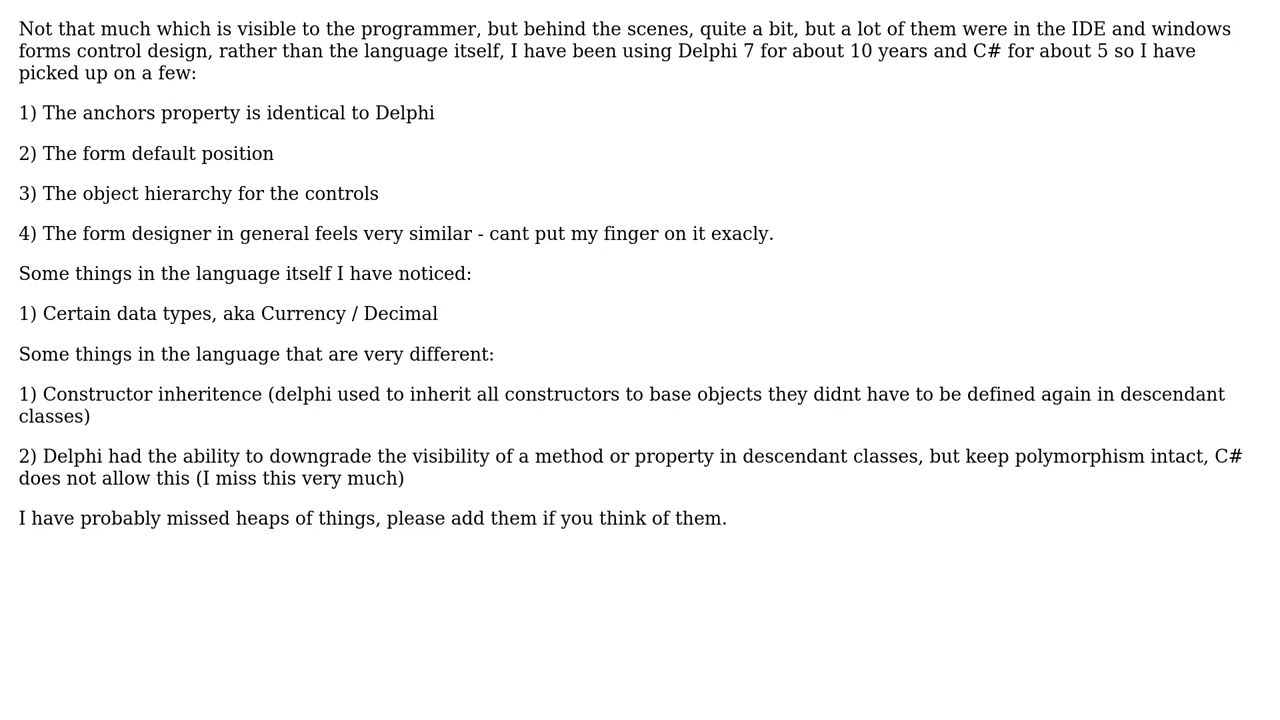 Not that much which is visible to the programmer, but behind the scenes, quite a bit, but a lot of them were in the IDE and windows
forms control design, rather than the language itself, I have been using Delphi 7 for about 10 years and C# for about 5 so I have
picked up on a few:
1) The anchors property is identical to Delphi
2) The form default position
3) The object hierarchy for the controls
4) The form designer in general feels very similar - cant put my finger on it exacly.
Some things in the language itself I have noticed:
1) Certain data types, aka Currency / Decimal
Some things in the language that are very different:
1) Constructor inheritence (delphi used to inherit all constructors to base objects they didnt have to be defined again in descendant
classes)
2) Delphi had the ability to downgrade the visibility of a method or property in descendant classes, but keep polymorphism intact, C#
does not allow this (I miss this very much)
I have probably missed heaps of things, please add them if you think of them.